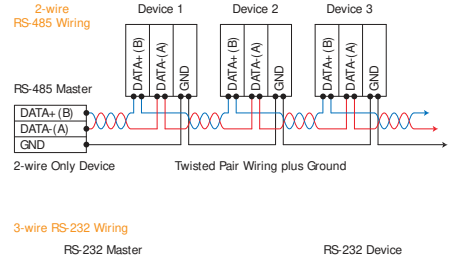 2-wire
RS-485 Wiring
Device 1
Device 2
Device 3
DATA+ (B)
DATA-(A)
GND
DATA+ (B)
DATA-(A)
GND
DATA+ (B)
DATA-(A)
GND
RS-485 Master
DATA+ (B)
DATA-(A)
GND
2-wire Only Device
Twisted Pair Wiring plus Ground
3-wire RS-232 Wiring
RS-232 Master
RS-232 Device